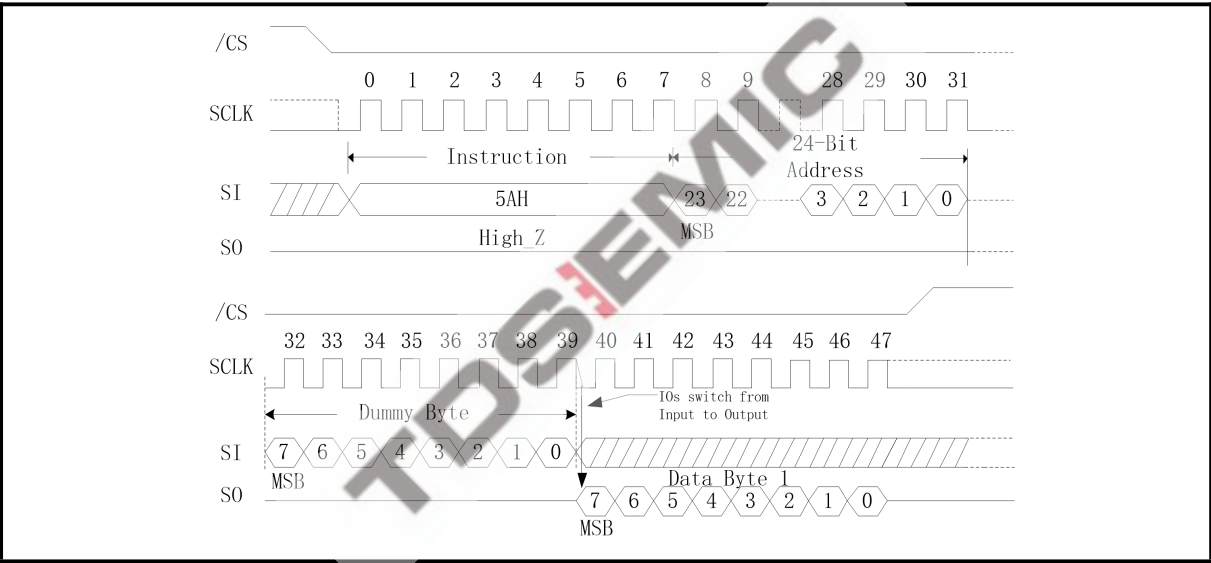 /CS
0 1 2 3 4 5 6 7 8 9 28 29 30 31
SCLK
Instruction
24-Bit
Address
SI
5AH
23 22 3 2 1 0
MSB
High_Z
SO
/CS
32 33 34 35 36 37 38 39 40 41 42 43 44 45 46 47
SCLK
IOs switch from
Input to Output
Dummy Byte
SI
7 6 5 4 3 2 1 0
MSB
Data Byte 1
SO
7 6 5 4 3 2 1 0
MSB
TDSEMIC